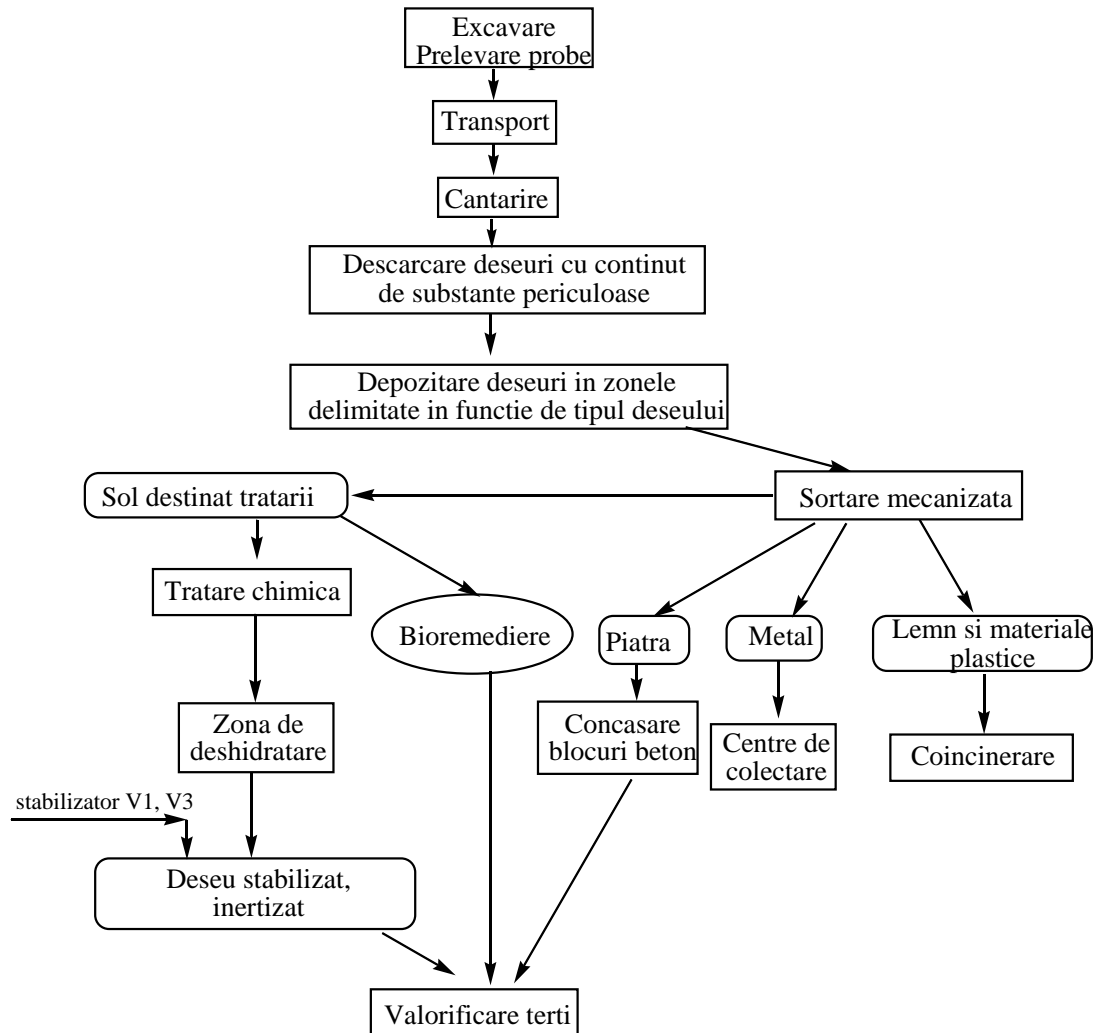 Excavare
Prelevare probe
Transport
Cantarire
Descarcare deseuri cu continut
de substante periculoase
Depozitare deseuri in zonele
delimitate in functie de tipul deseului
Sol destinat tratarii
Sortare mecanizata
Tratare chimica
Bioremediere
Piatra
Metal
Lemn si materiale
plastice
Zona de
deshidratare
Concasare
blocuri beton
Centre de
colectare
Coincinerare
stabilizator V1, V3
Deseu stabilizat,
inertizat
Valorificare terti